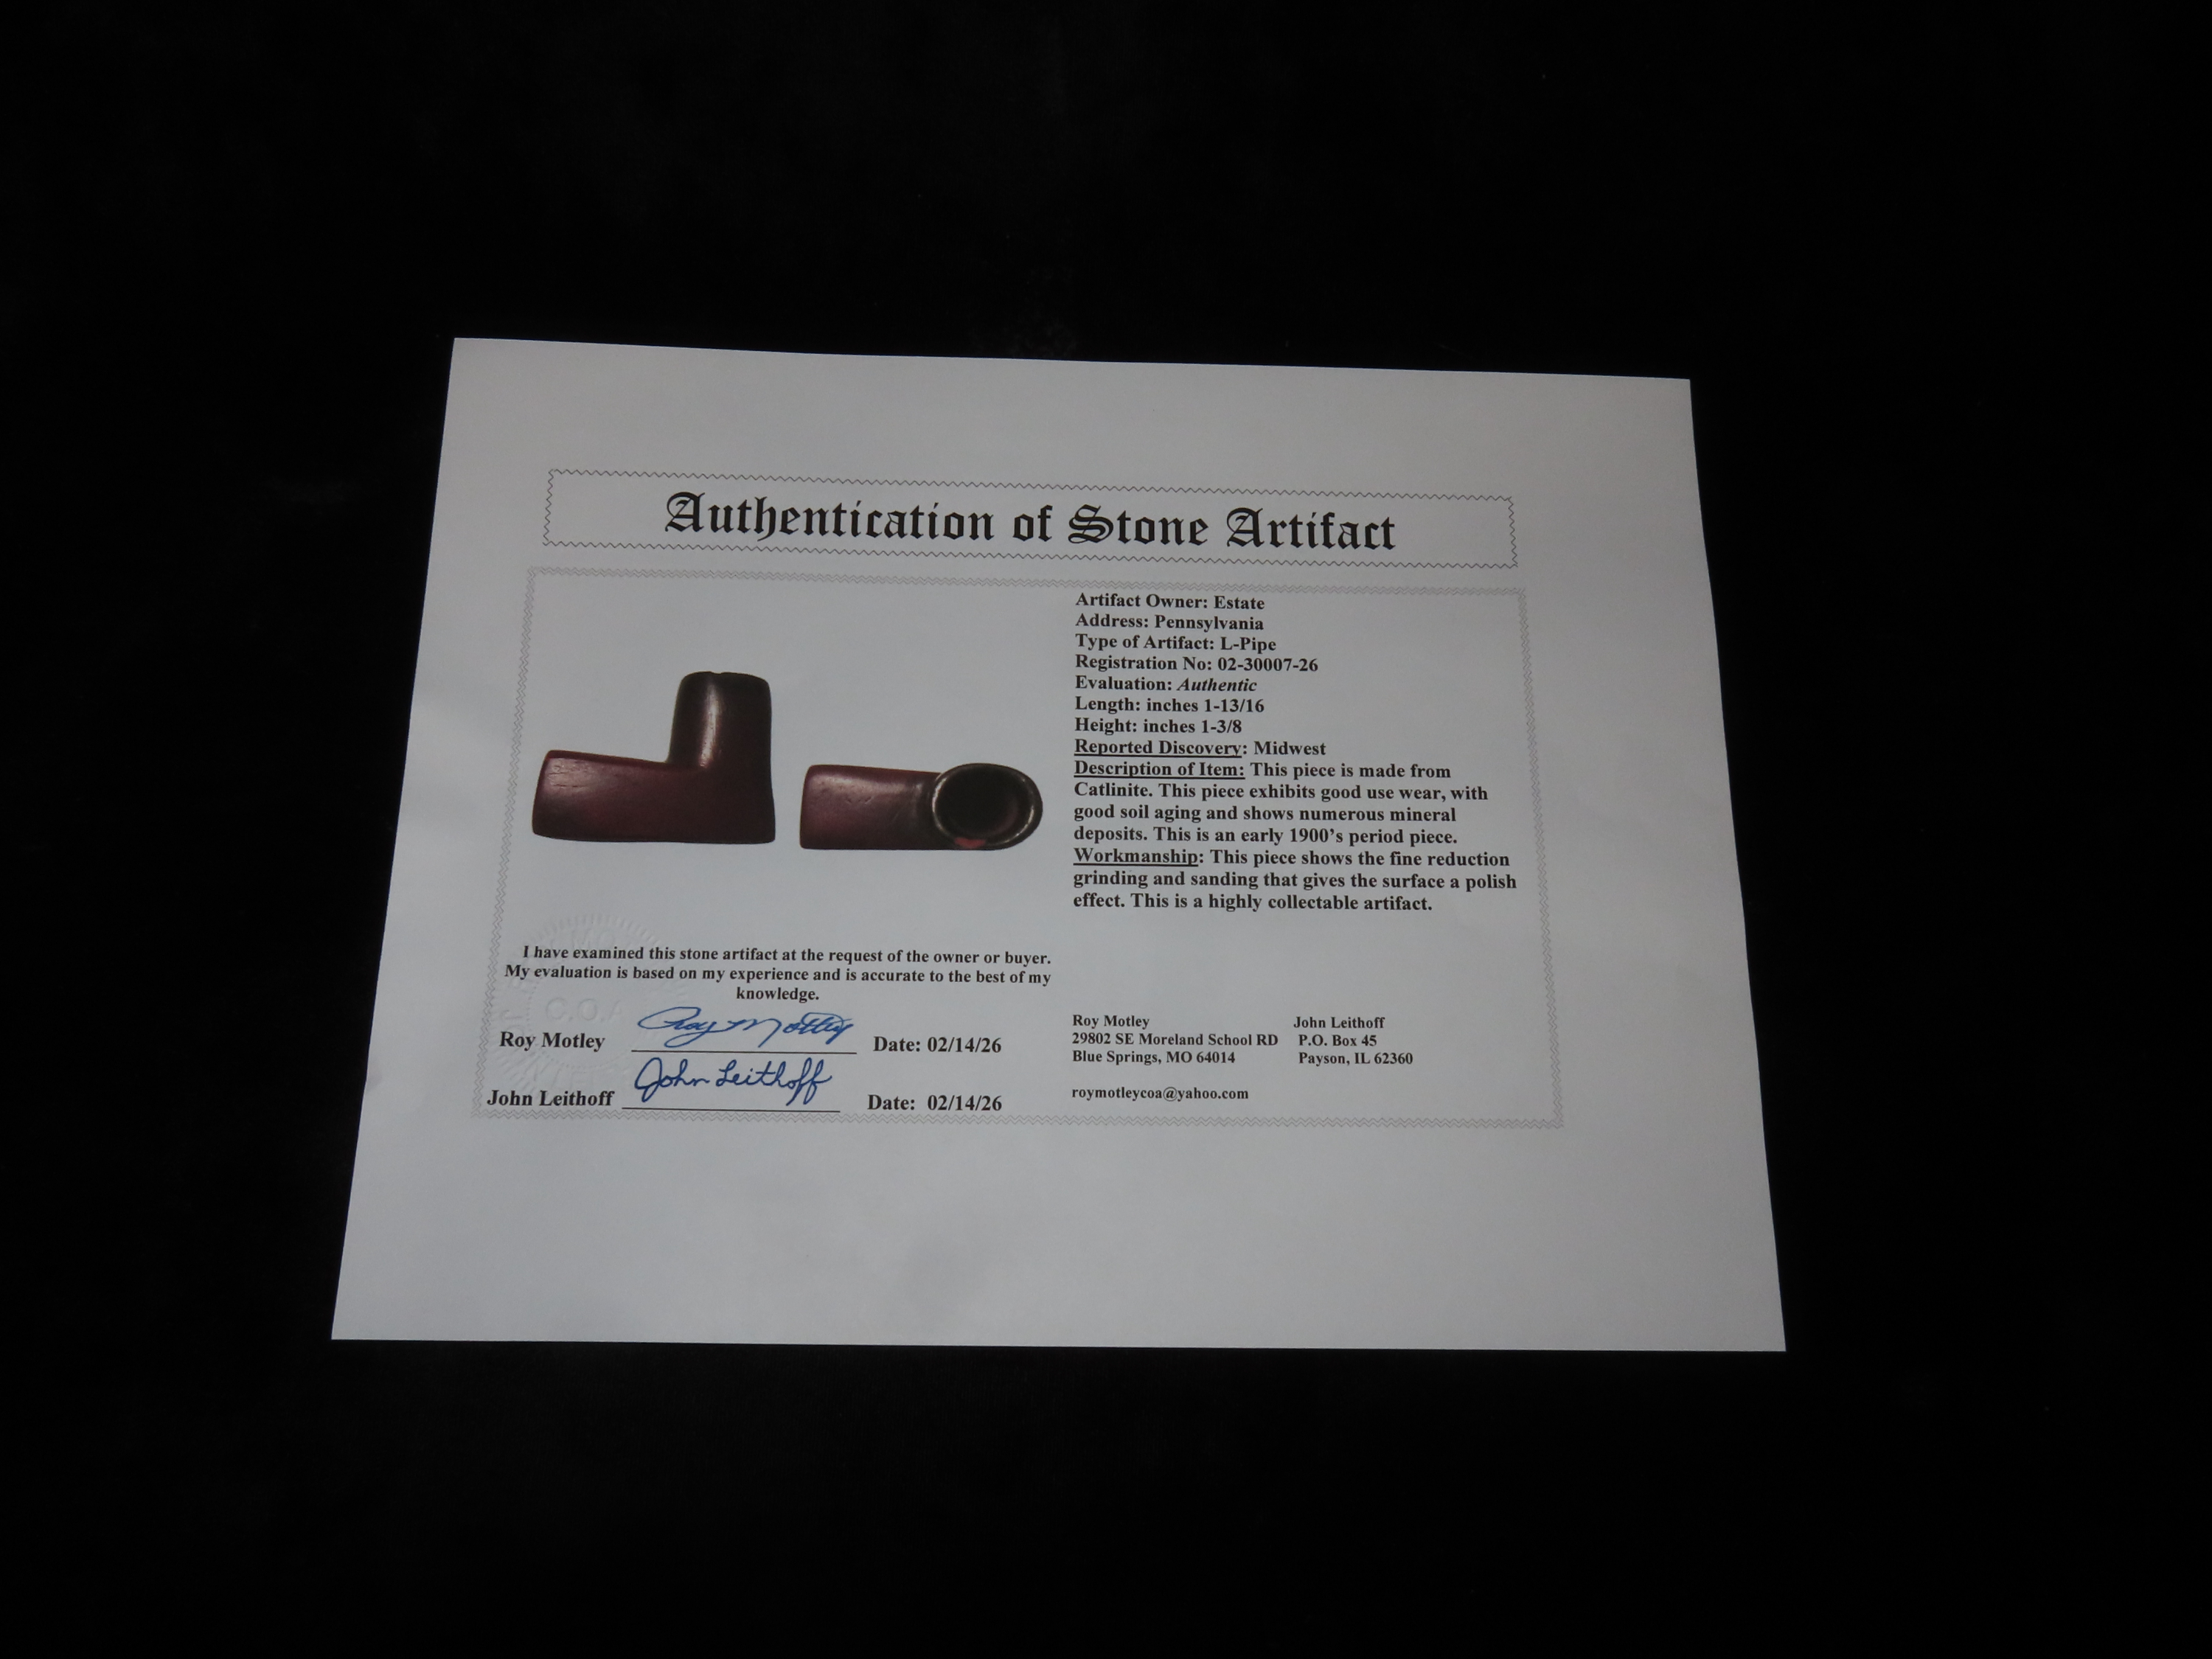 Authentication of Stone Artifact
Artifact Owner: Estate
Address: Pennsylvania
Type of Artifact: L-Pipe
Registration No: 02-30007-26
Evaluation: Authentic
Length: inches 1-13/16
Height: inches 1-3/8
Reported Discovery: Midwest
Description of Item: This piece is made from
Catlinite. This piece exhibits good use wear, with
good soil aging and shows numerous mineral
deposits. This is an early 1900's period piece.
Workmanship: This piece shows the fine reduction
grinding and sanding that gives the surface a polish
effect. This is a highly collectable artifact.
I have examined this stone artifact at the request of the owner or buyer.
My evaluation is based on my experience and is accurate to the best of my
knowledge.
Roy Motley Roy Motley Date: 02/14/26
John Leithoff John Leithoff Date: 02/14/26
Roy Motley
29802 SE Moreland School RD
Blue Springs, MO 64014
roymotleycoa@yahoo.com
John Leithoff
P.O. Box 45
Payson, IL 62360